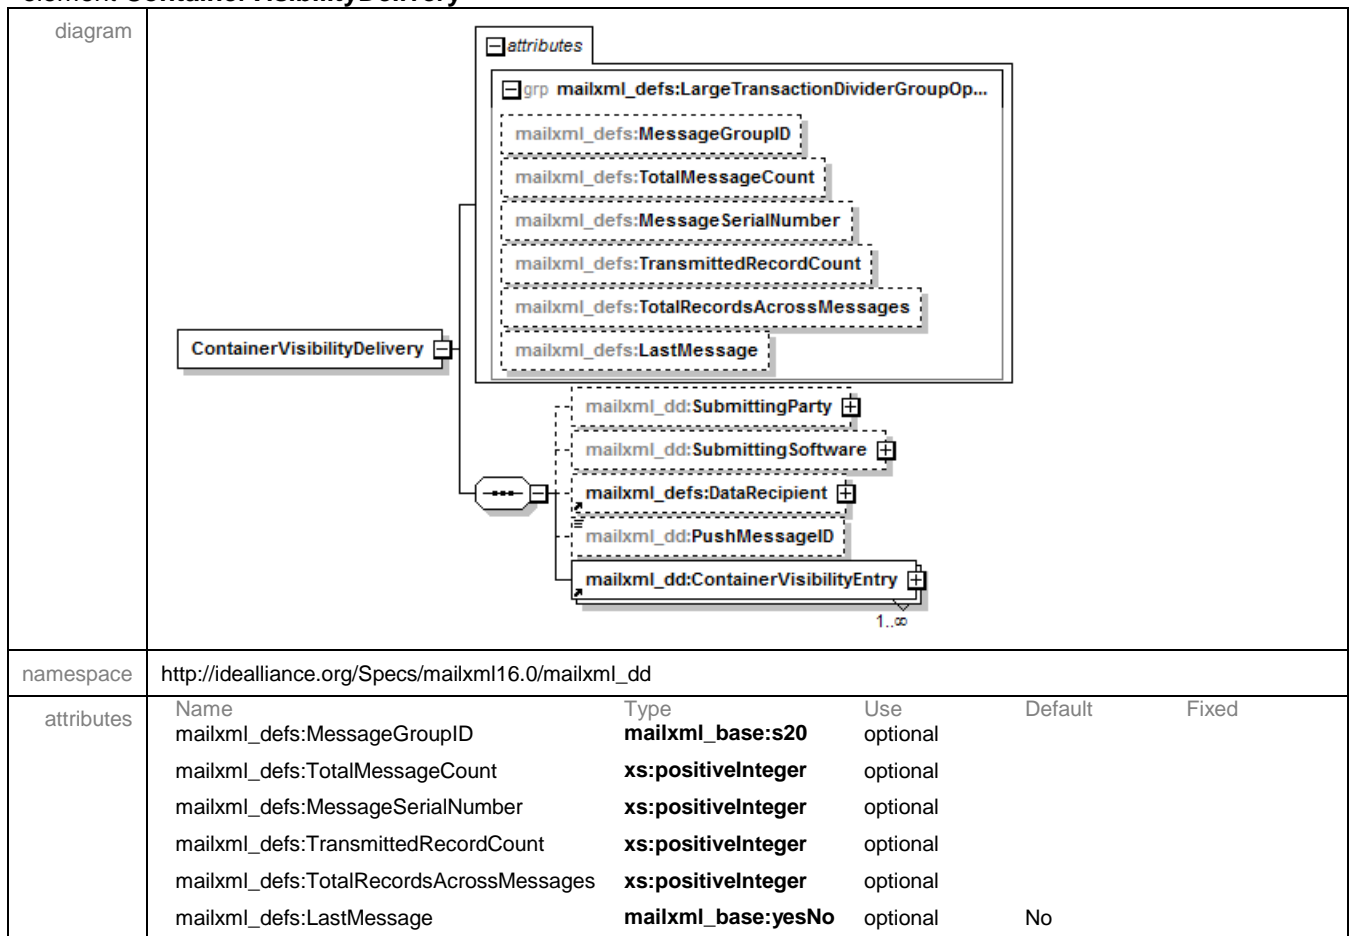 element ContainerVisibilityDelivery
diagram
attributes
grp mailxml_defs:LargeTransactionDividerGroupOp...
mailxml_defs:MessageGroupID
mailxml_defs:TotalMessageCount
mailxml_defs:MessageSerialNumber
mailxml_defs:TransmittedRecordCount
mailxml_defs:TotalRecordsAcrossMessages
mailxml_defs:LastMessage
ContainerVisibilityDelivery
mailxml_dd:SubmittingParty
mailxml_dd:SubmittingSoftware
mailxml_defs:DataRecipient
mailxml_dd:PushMessageID
mailxml_dd:ContainerVisibilityEntry
1..∞
namespace http://idealliance.org/Specs/mailxml16.0/mailxml_dd
attributes Name Type Use Default Fixed
mailxml_defs:MessageGroupID mailxml_base:s20 optional
mailxml_defs:TotalMessageCount xs:positiveInteger optional
mailxml_defs:MessageSerialNumber xs:positiveInteger optional
mailxml_defs:TransmittedRecordCount xs:positiveInteger optional
mailxml_defs:TotalRecordsAcrossMessages xs:positiveInteger optional
mailxml_defs:LastMessage mailxml_base:yesNo optional No